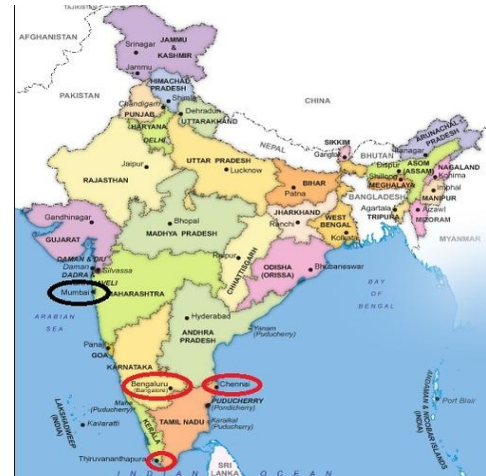 TAJIKISTAN
AFGHANISTAN
JAMMU
&
KASHMIR
Srinagar
Jammu
HIMACHAL
PRADESH
Shimla
PAKISTAN
Chandigarh
PUNJAB
Dehradun
UTTARAKHAND
CHINA
HARYANA
DELHI
ARUNACHAL
PRADESH
SIKKIM
NEPAL
Gangtok
BHUTAN
Itanagar
Dispur
ASOM
(ASSAM)
NAGALAND
Kohima
Jaipur
UTTAR PRADESH
Lucknow
RAJASTHAN
BIHAR
Patna
Shillong
MEGHALAYA
Imphal
MANIPUR
BANGLADESH
Agartala
TRIPURA
Aizawl
MIZORAM
JHARKHAND
Ranchi
WEST
BENGAL
Kolkata
Gandhinagar
GUJARAT
Bhopal
MADHYA PRADESH
MYANMAR
Raipur
CHHATTISGARH
ODISHA
(ORISSA)
Bhubaneswar
DAMAN & DIU
Daman
Silvassa
DADRA &
Mumbai
MAHARASHTRA
BAY
OF
BENGAL
ARABIAN
SEA
Hyderabad
ANDHRA
PRADESH
Yanam
(Puducherry)
Panaji
GOA
KARNATAKA
Bengaluru
(Bangalore)
Chennai
PUDUCHERRY
(Pondicherry)
Mahe
(Puducherry)
TAMIL NADU
Karaikal
(Puducherry)
KERALA
LAKSHADWEEP
(INDIA)
Kavaratti
Thiruvananthapuram
ANDAMAN & NICOBAR ISLANDS
(INDIA)
Port Blair
SRI
LANKA
INDIAN OCEAN